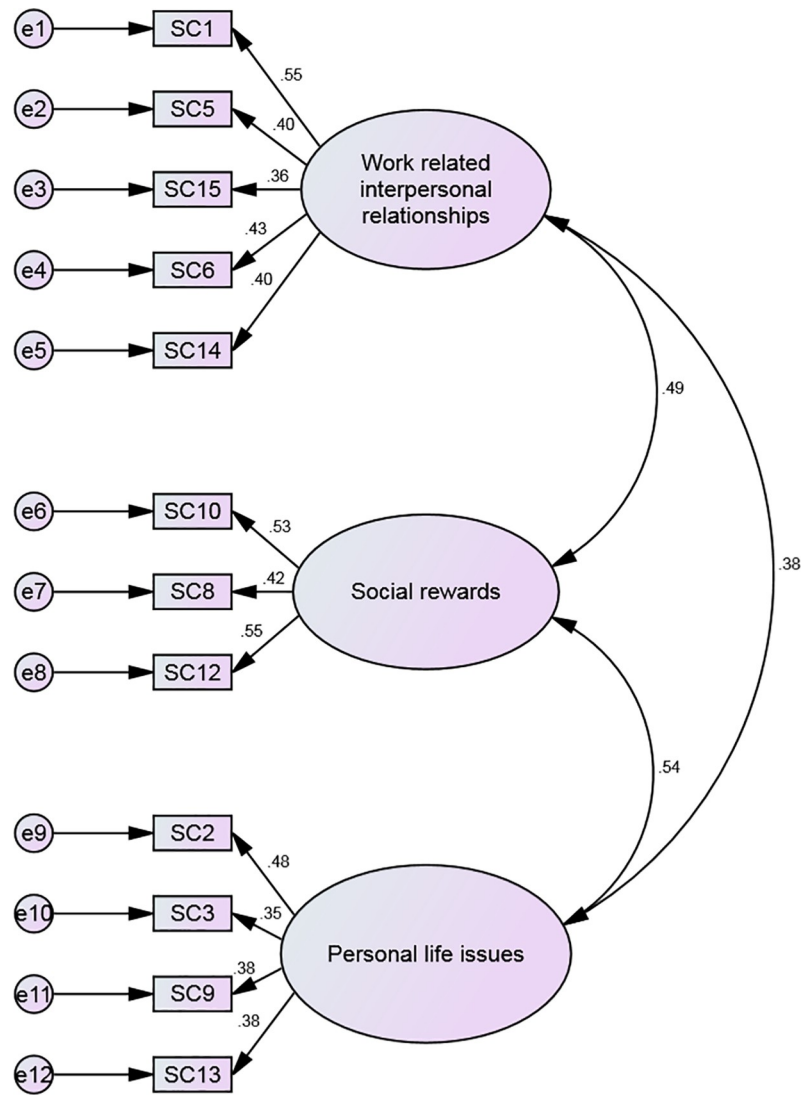 e1
SC1
.55
e2
SC5
.40
e3
SC15
.36
Work related
interpersonal
relationships
e4
SC6
.43
e5
SC14
.40
.49
.38
e6
SC10
.53
e7
SC8
.42
Social rewards
e8
SC12
.55
.54
e9
SC2
.48
e10
SC3
.35
e11
SC9
.38
Personal life issues
e12
SC13
.38